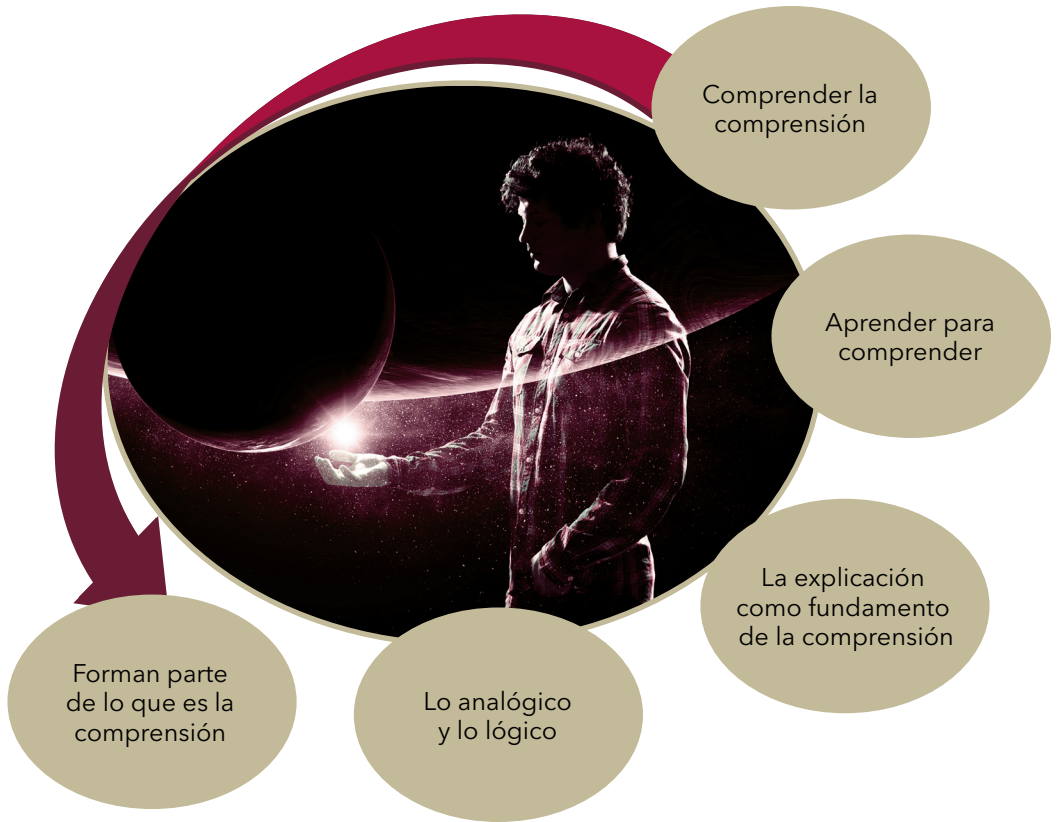 Comprender la
comprensión
Aprender para
comprender
La explicación
como fundamento
de la comprensión
Lo analógico
y lo lógico
Forman parte
de lo que es la
comprensión